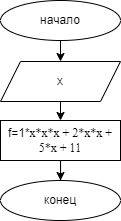 начало
x
f=1*x*x*x + 2*x*x +
5*x + 11
конец